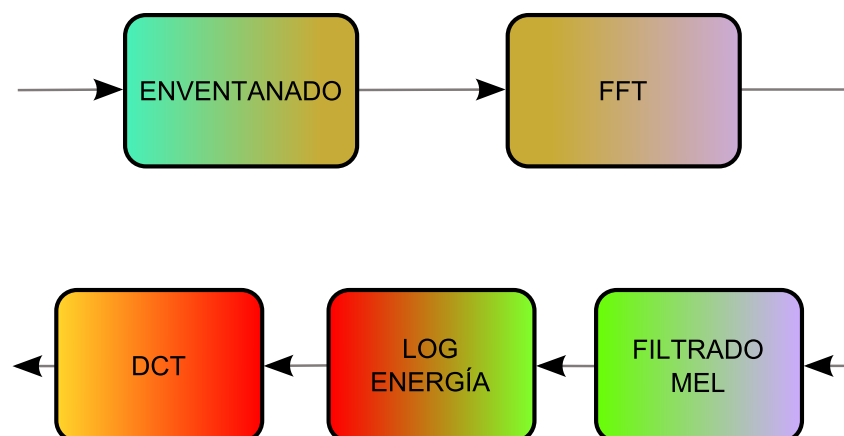 ENVENTANADO
FFT
DCT
LOG
ENERGÍA
FILTRADO
MEL